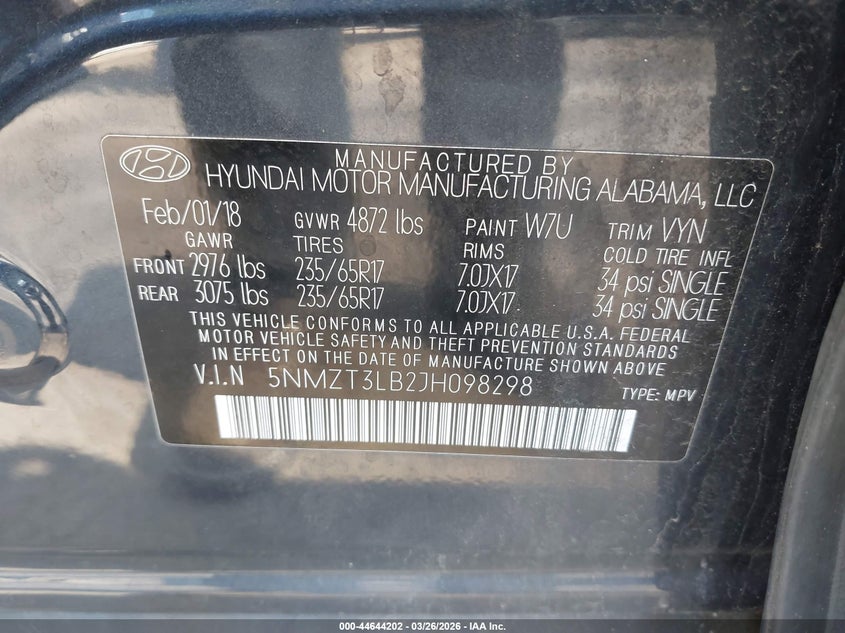 MANUFACTURED BY
HYUNDAI MOTOR MANUFACTURING ALABAMA, LLC
Feb/01/18 GVWR 4872 lbs PAINT W7U TRIM VYN
GAWR TIRES RIMS COLD TIRE INFL
FRONT 2976 lbs 235/65R17 7.0JX17 34 psi SINGLE
REAR 3075 lbs 235/65R17 7.0JX17 34 psi SINGLE
THIS VEHICLE CONFORMS TO ALL APPLICABLE U.S.A. FEDERAL
MOTOR VEHICLE SAFETY AND THEFT PREVENTION STANDARDS
IN EFFECT ON THE DATE OF MANUFACTURE SHOWN ABOVE
V.I.N 5NMZT3LB2JH098298 TYPE: MPV
000-44644202 - 03/26/2026 - IAA Inc.